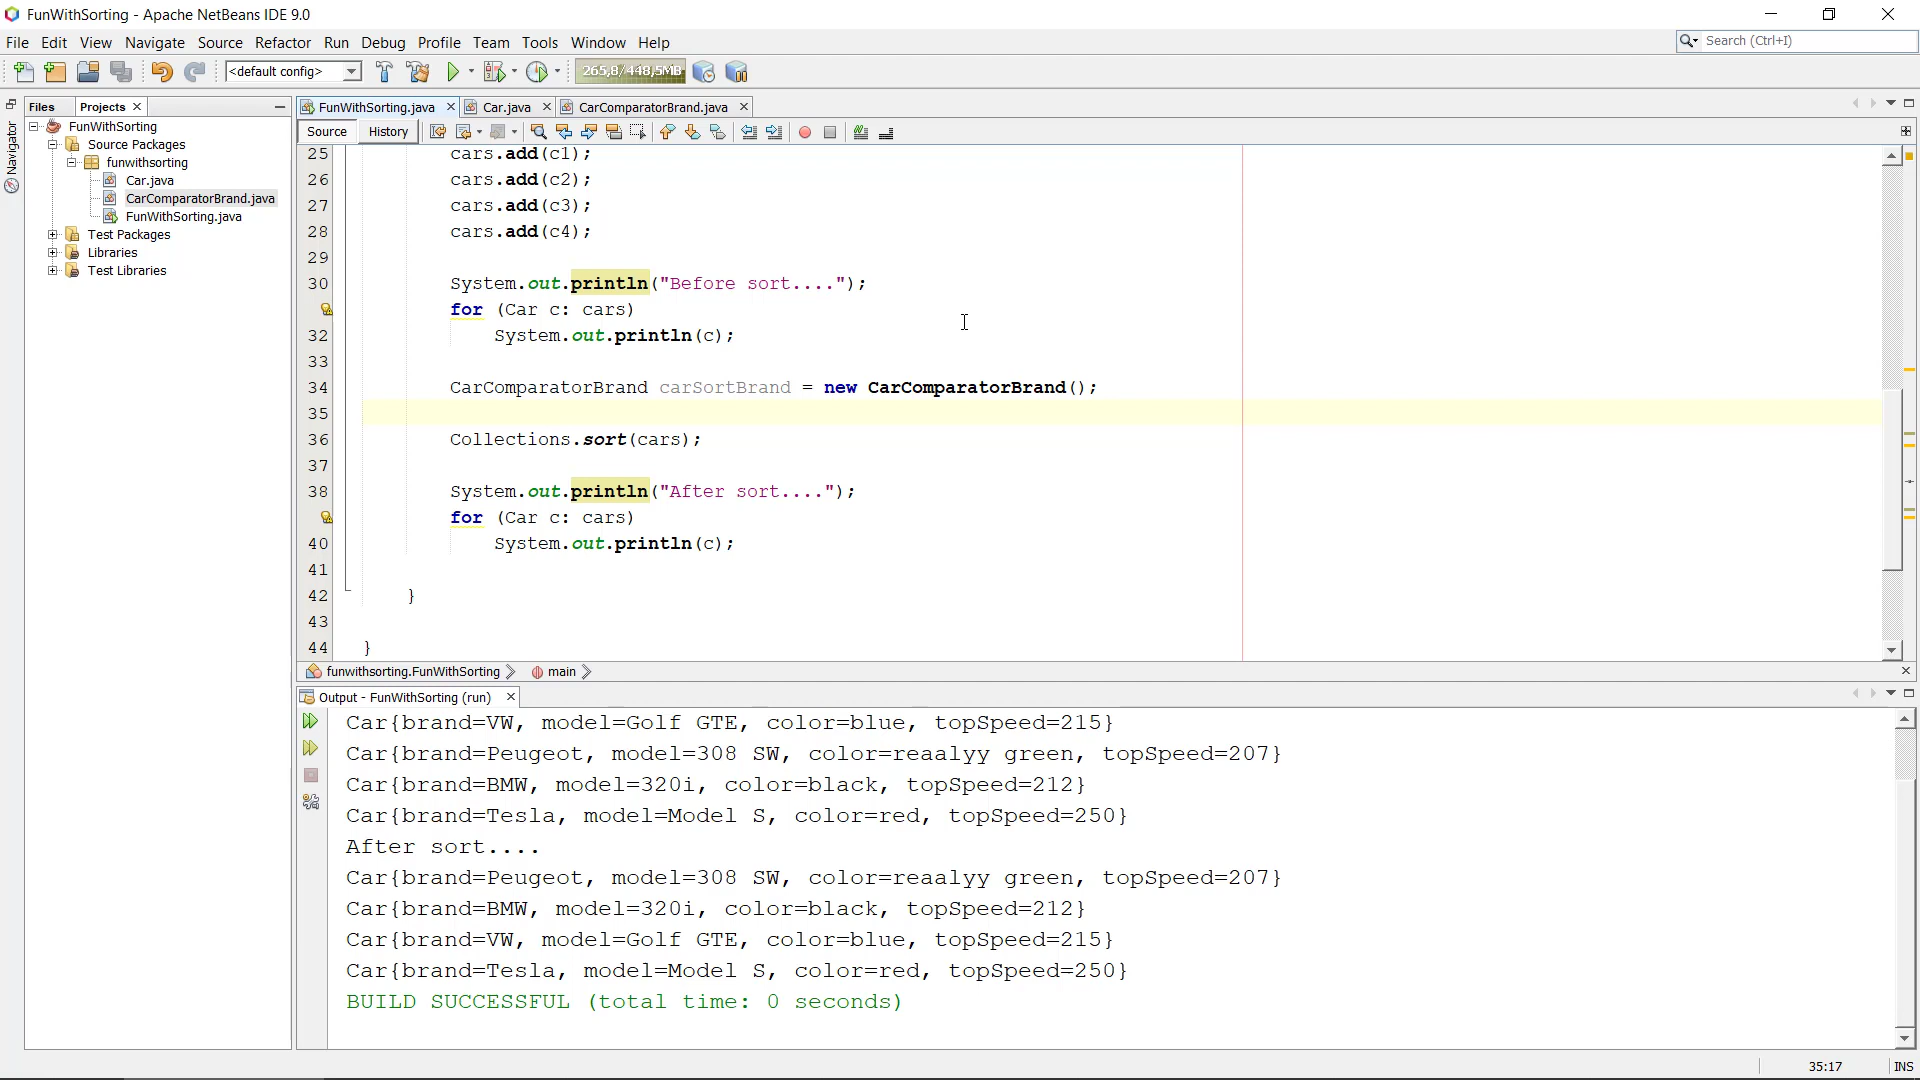 FunWithSorting - Apache NetBeans IDE 9.0
File Edit View Navigate Source Refactor Run Debug Profile Team Tools Window Help
Search (Ctrl+I)
<default config>
265,8/448,5MB
Files Projects
FunWithSorting.java Car.java CarComparatorBrand.java
Navigator
FunWithSorting
Source Packages
funwithsorting
Car.java
CarComparatorBrand.java
FunWithSorting.java
Test Packages
Libraries
Test Libraries
Source History
25 cars.add(c1);
26 cars.add(c2);
27 cars.add(c3);
28 cars.add(c4);
29
30 System.out.println("Before sort....");
for (Car c: cars)
32 System.out.println(c);
33
34 CarComparatorBrand carSortBrand = new CarComparatorBrand();
35
36 Collections.sort(cars);
37
38 System.out.println("After sort....");
for (Car c: cars)
40 System.out.println(c);
41
42 }
43
44 }
funwithsorting.FunWithSorting main
Output - FunWithSorting (run)
Car{brand=VW, model=Golf GTE, color=blue, topSpeed=215}
Car{brand=Peugeot, model=308 SW, color=reaalyy green, topSpeed=207}
Car{brand=BMW, model=320i, color=black, topSpeed=212}
Car{brand=Tesla, model=Model S, color=red, topSpeed=250}
After sort....
Car{brand=Peugeot, model=308 SW, color=reaalyy green, topSpeed=207}
Car{brand=BMW, model=320i, color=black, topSpeed=212}
Car{brand=VW, model=Golf GTE, color=blue, topSpeed=215}
Car{brand=Tesla, model=Model S, color=red, topSpeed=250}
BUILD SUCCESSFUL (total time: 0 seconds)
35:17 INS